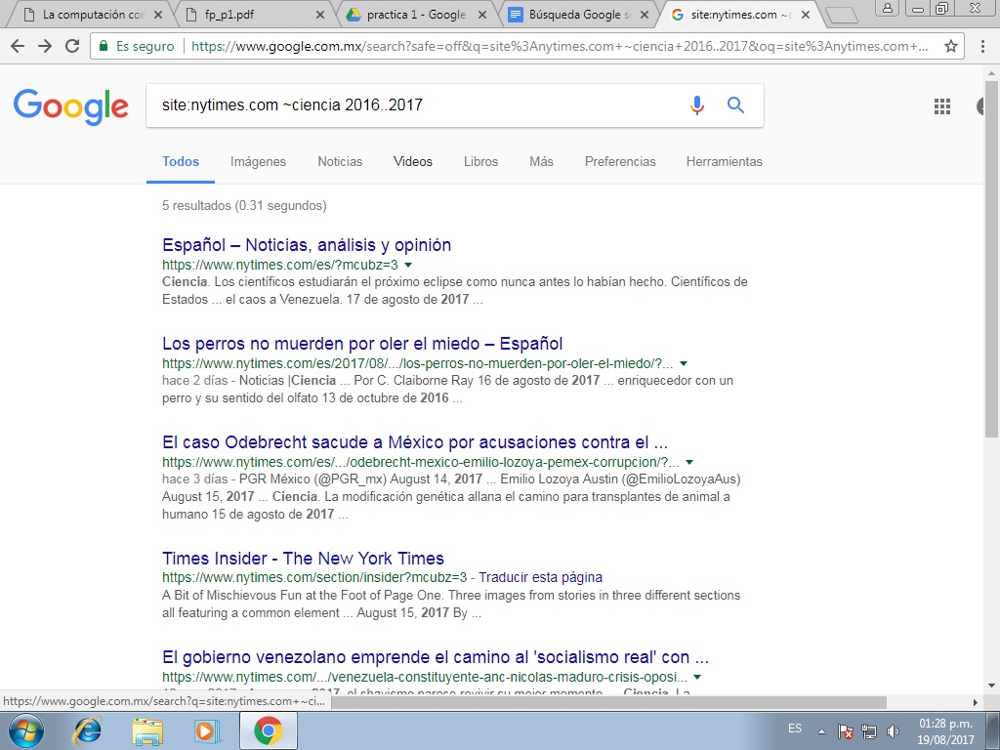 La computación con
fp_p1.pdf
practica 1 - Google
Búsqueda Google s
site:nytimes.com ~c
Es seguro
https://www.google.com.mx/search?safe=off&q=site%3Anytimes.com+~ciencia+2016..2017&oq=site%3Anytimes.com+...
Google
site:nytimes.com ~ciencia 2016..2017
Todos Imágenes Noticias Videos Libros Más Preferencias Herramientas
5 resultados (0.31 segundos)
Español – Noticias, análisis y opinión
https://www.nytimes.com/es/?mcubz=3
Ciencia. Los científicos estudiarán el próximo eclipse como nunca antes lo habían hecho. Científicos de
Estados ... el caos a Venezuela. 17 de agosto de 2017 ...
Los perros no muerden por oler el miedo – Español
https://www.nytimes.com/es/2017/08/.../los-perros-no-muerden-por-oler-el-miedo/?...
hace 2 días - Noticias |Ciencia ... Por C. Claiborne Ray 16 de agosto de 2017 ... enriquecedor con un
perro y su sentido del olfato 13 de octubre de 2016 ...
El caso Odebrecht sacude a México por acusaciones contra el ...
https://www.nytimes.com/es/.../odebrecht-mexico-emilio-lozoya-pemex-corrupcion/?...
hace 3 días - PGR México (@PGR_mx) August 14, 2017 ... Emilio Lozoya Austin (@EmilioLozoyaAus)
August 15, 2017 ... Ciencia. La modificación genética allana el camino para transplantes de animal a
humano 15 de agosto de 2017 ...
Times Insider - The New York Times
https://www.nytimes.com/section/insider?mcubz=3 - Traducir esta página
A Bit of Mischievous Fun at the Foot of Page One. Three images from stories in three different sections
all featuring a common element ... August 15, 2017 By ...
El gobierno venezolano emprende el camino al 'socialismo real' con ...
https://www.nytimes.com/.../venezuela-constituyente-anc-nicolas-maduro-crisis-oposi...
2017, el chavismo parece revivir su mejor momento ... Ciencia. La
https://www.google.com.mx/search?q=site:nytimes.com+~ci...
ES
01:28 p.m.
19/08/2017